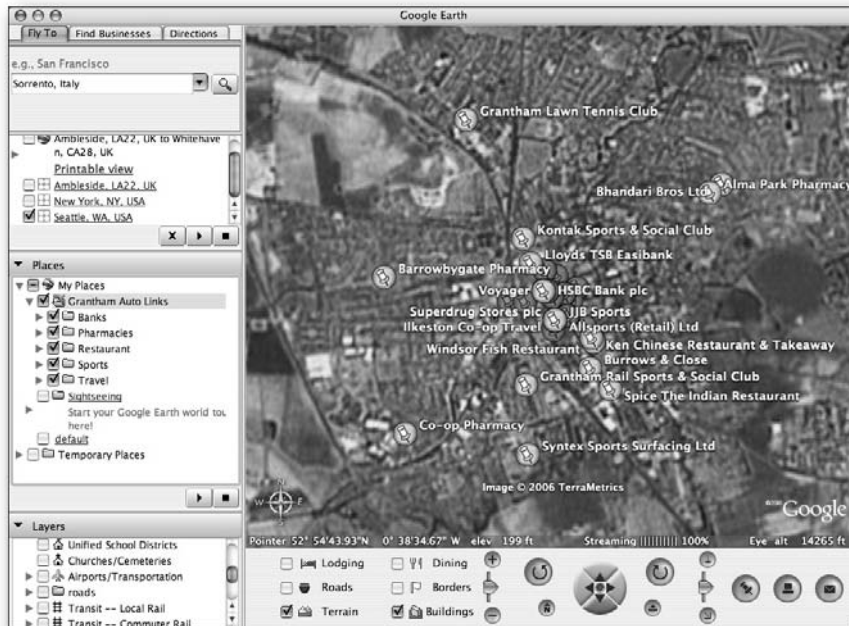 Google Earth
Fly To
Find Businesses
Directions
e.g., San Francisco
Sorrento, Italy
Ambleside, LA22, UK to Whitehave
n, CA28, UK
Printable view
Ambleside, LA22, UK
New York, NY, USA
Seattle, WA, USA
Places
My Places
Grantham Auto Links
Banks
Pharmacies
Restaurant
Sports
Travel
Sightseeing
Start your Google Earth world tou
here!
default
Temporary Places
Layers
Unified School Districts
Churches/Cemeteries
Airports/Transportation
roads
Transit -- Local Rail
Transit -- Commuter Rail
Grantham Lawn Tennis Club
Bhandari Bros Ltd
Alma Park Pharmacy
Kontak Sports & Social Club
Lloyds TSB Easibank
Barrowbygate Pharmacy
Voyager
HSBC Bank plc
Superdrug Stores plc
JJB Sports
Ilkeston Co-op Travel
Allsports (Retail) Ltd
Windsor Fish Restaurant
Ken Chinese Restaurant & Takeaway
Burrows & Close
Grantham Rail Sports & Social Club
Spice The Indian Restaurant
Co-op Pharmacy
Syntex Sports Surfacing Ltd
Image © 2006 TerraMetrics
W
E
Google
Pointer 52° 54'43.93"N 0° 38'34.67" W elev 199 ft Streaming |||||||||| 100% Eye alt 14265 ft
Lodging
Dining
Roads
Borders
Terrain
Buildings
N